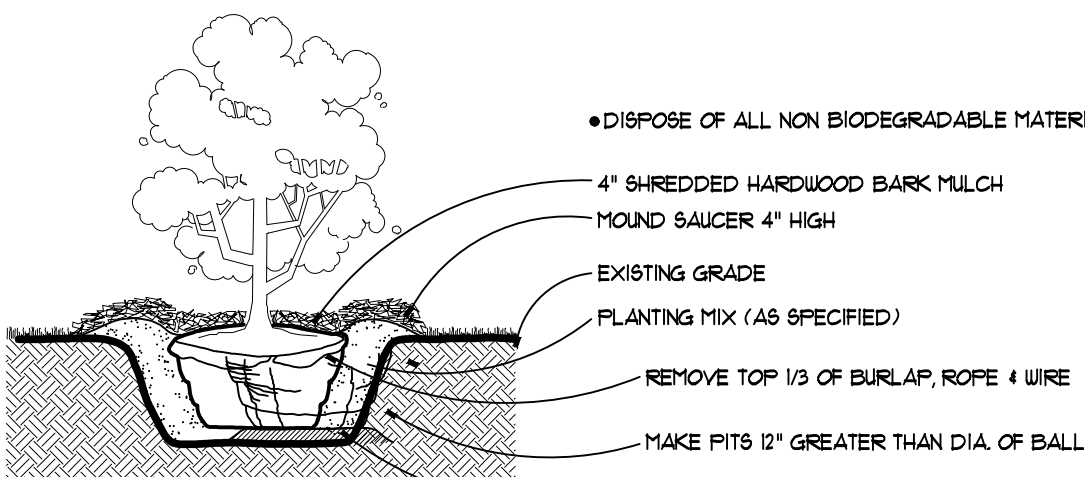 •DISPOSE OF ALL NON BIODEGRADABLE MATERI
4" SHREDDED HARDWOOD BARK MULCH
MOUND SAUCER 4" HIGH
EXISTING GRADE
PLANTING MIX (AS SPECIFIED)
REMOVE TOP 1/3 OF BURLAP, ROPE & WIRE
MAKE PITS 12" GREATER THAN DIA. OF BALL